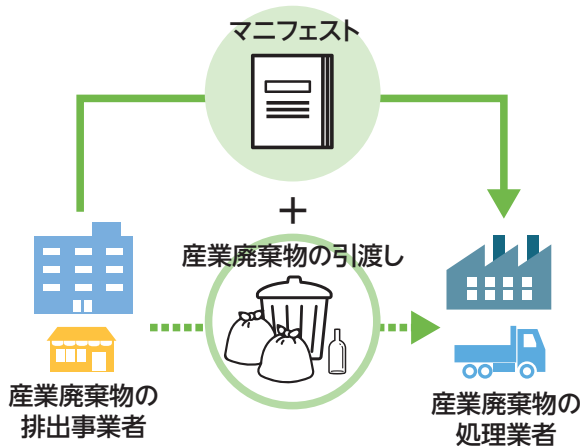 マニフェスト
+
産業廃棄物の引渡し
産業廃棄物の
排出事業者
産業廃棄物の
処理業者